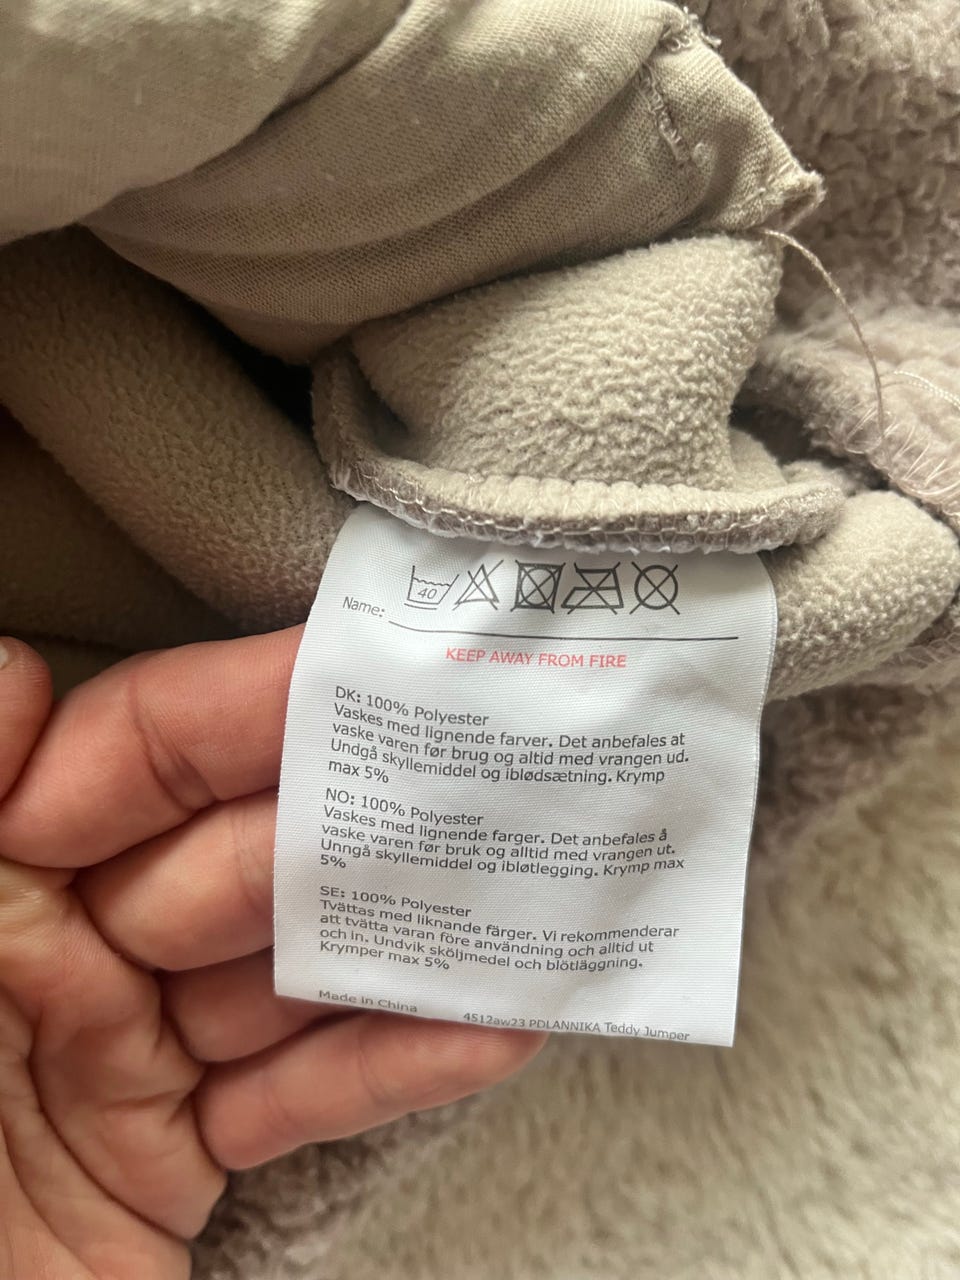 40
Name:
KEEP AWAY FROM FIRE
DK: 100% Polyester
Vaskes med lignende farver. Det anbefales at
vaske varen før brug og altid med vrangen ud.
Undgå skyllemiddel og iblødsætning. Krymp
max 5%
NO: 100% Polyester
Vaskes med lignende farger. Det anbefales å
vaske varen før bruk og alltid med vrangen ut.
Unngå skyllemiddel og ibløtlegging. Krymp max
5%
SE: 100% Polyester
Tvättas med liknande färger. Vi rekommenderar
att tvätta varan före användning och alltid ut
och in. Undvik sköljmedel och blötläggning.
Krymper max 5%
Made in China
4512aw23 PDLANNIKA Teddy Jumper